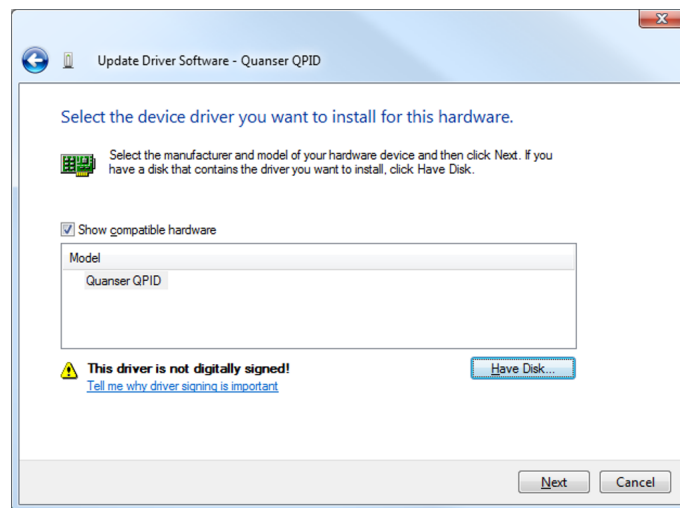 Update Driver Software - Quanser QPID
Select the device driver you want to install for this hardware.
Select the manufacturer and model of your hardware device and then click Next. If you
have a disk that contains the driver you want to install, click Have Disk.
Show compatible hardware
Model
Quanser QPID
This driver is not digitally signed!
Have Disk...
Tell me why driver signing is important
Next
Cancel